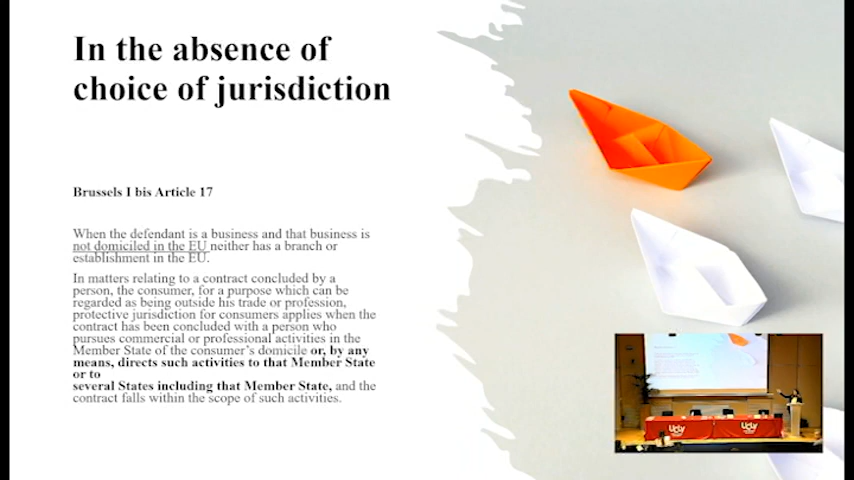 In the absence of
choice of jurisdiction
Brussels I bis Article 17
When the defendant is a business and that business is
not domiciled in the EU neither has a branch or
establishment in the EU.
In matters relating to a contract concluded by a
person, the consumer, for a purpose which can be
regarded as being outside his trade or profession,
protective jurisdiction for consumers applies when the
contract has been concluded with a person who
pursues commercial or professional activities in the
Member State of the consumer's domicile or, by any
means, directs such activities to that Member State
or to
several States including that Member State, and the
contract falls within the scope of such activities.
UCLy
UCLy